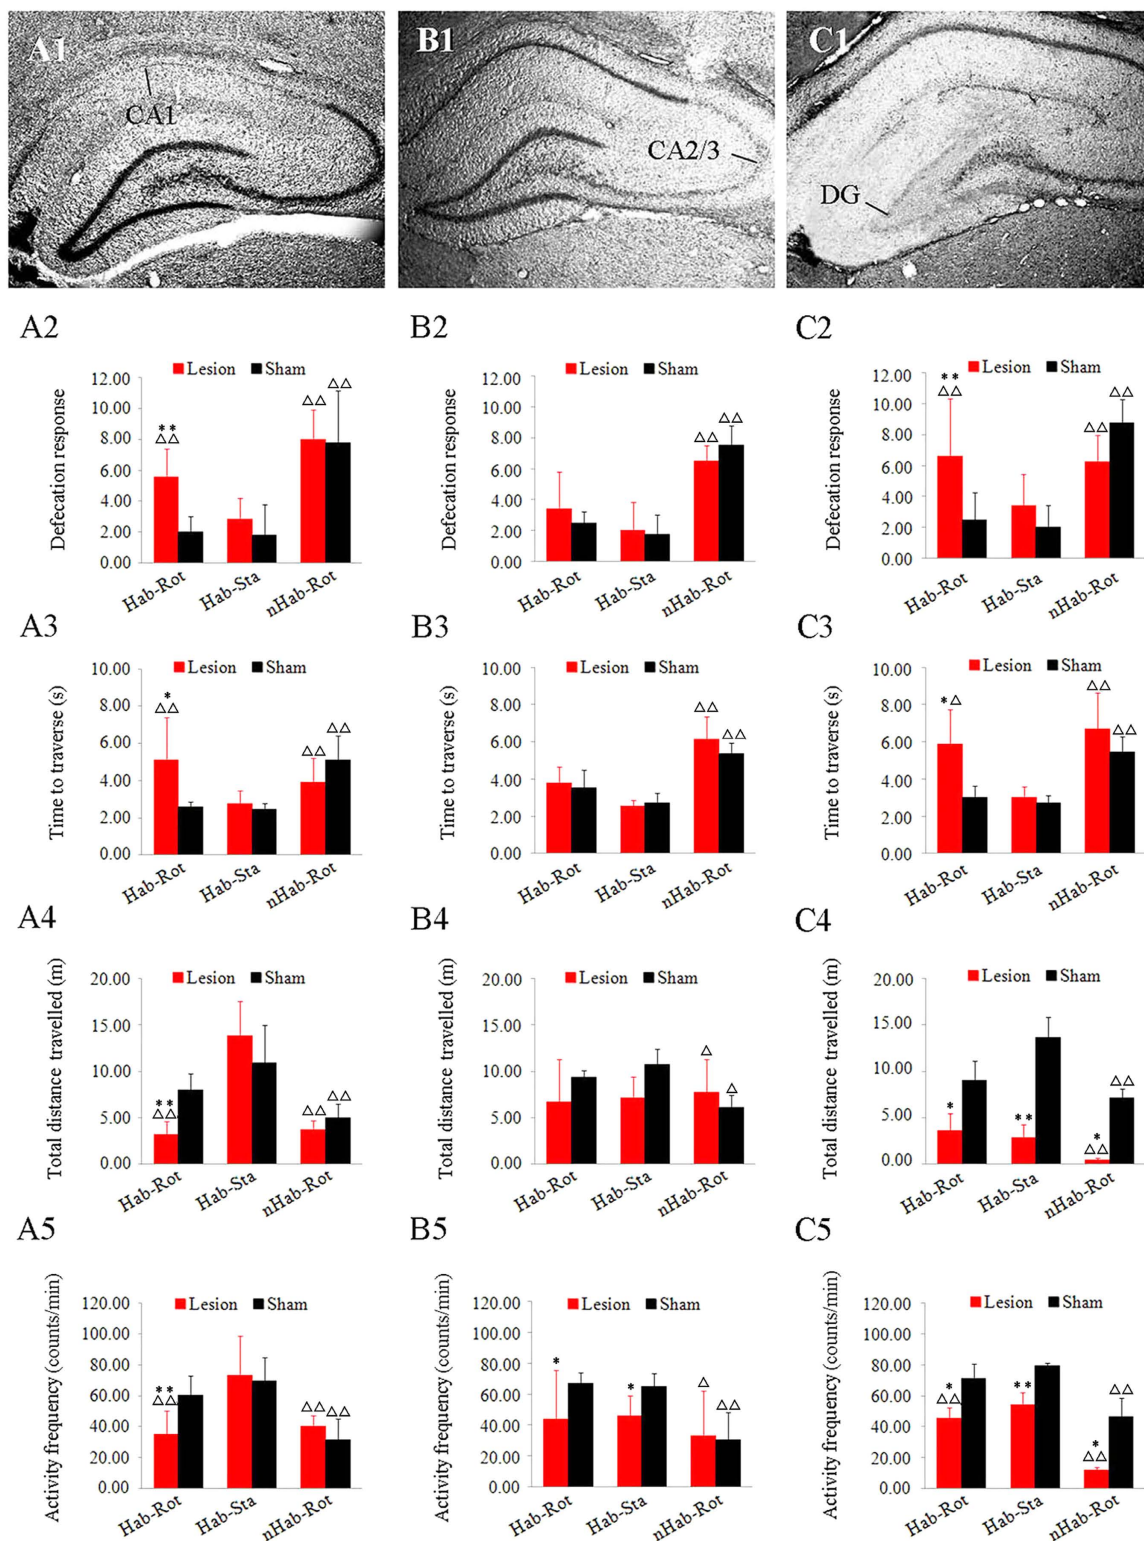 A1 B1 C1
CA1 CA2/3 DG
A2 B2 C2
Lesion Sham Lesion Sham Lesion Sham
Defecation response
12.00
10.00
8.00
6.00
4.00
2.00
0.00
** △△ △△ △△
Hab-Rot Hab-Sta nHab-Rot
Defecation response
12.00
10.00
8.00
6.00
4.00
2.00
0.00
△△ △△
Hab-Rot Hab-Sta nHab-Rot
Defecation response
12.00
10.00
8.00
6.00
4.00
2.00
0.00
** △△ △△ △△
Hab-Rot Hab-Sta nHab-Rot
A3 B3 C3
Lesion Sham Lesion Sham Lesion Sham
Time to traverse (s)
10.00
8.00
6.00
4.00
2.00
0.00
* △△ △△ △△
Hab-Rot Hab-Sta nHab-Rot
Time to traverse (s)
10.00
8.00
6.00
4.00
2.00
0.00
△△ △△
Hab-Rot Hab-Sta nHab-Rot
Time to traverse (s)
10.00
8.00
6.00
4.00
2.00
0.00
*△ △△ △△
Hab-Rot Hab-Sta nHab-Rot
A4 B4 C4
Lesion Sham Lesion Sham Lesion Sham
Total distance travelled (m)
20.00
15.00
10.00
5.00
0.00
** △△ △△ △△
Hab-Rot Hab-Sta nHab-Rot
Total distance travelled (m)
20.00
15.00
10.00
5.00
0.00
△ △
Hab-Rot Hab-Sta nHab-Rot
Total distance travelled (m)
20.00
15.00
10.00
5.00
0.00
* ** * △△ △△
Hab-Rot Hab-Sta nHab-Rot
A5 B5 C5
Lesion Sham Lesion Sham Lesion Sham
Activity frequency (counts/min)
120.00
100.00
80.00
60.00
40.00
20.00
0.00
** △△ △△ △△
Hab-Rot Hab-Sta nHab-Rot
Activity frequency (counts/min)
120.00
100.00
80.00
60.00
40.00
20.00
0.00
* * △ △△
Hab-Rot Hab-Sta nHab-Rot
Activity frequency (counts/min)
120.00
100.00
80.00
60.00
40.00
20.00
0.00
* △△ ** * △△ △△
Hab-Rot Hab-Sta nHab-Rot